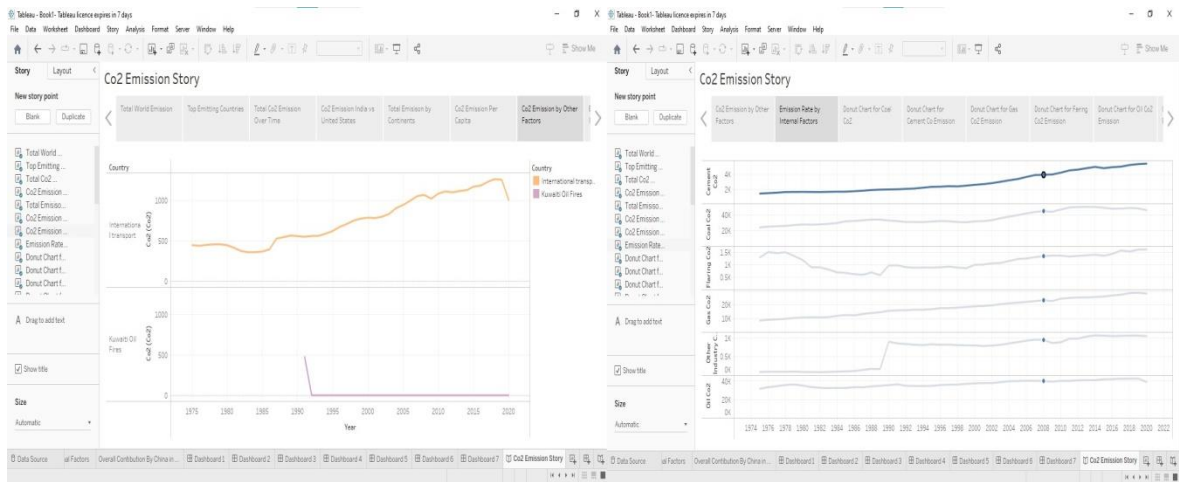 Tableau - Book1- Tableau licence expires in 7 days
File Data Worksheet Dashboard Story Analysis Format Server Window Help
Show Me
Story Layout
New story point
Blank Duplicate
Total World ...
Top Emitting ...
Total Co2 ...
Co2 Emission ...
Total Emisiso...
Co2 Emission ...
Co2 Emission ...
Emission Rate...
Donut Chart f...
Donut Chart f...
Donut Chart f...
A Drag to add text
Show title
Size
Automatic
Co2 Emission Story
Total World Emission
Top Emitting Countries
Total Co2 Emission Over Time
Co2 Emission India vs United States
Total Emission by Continents
Co2 Emission Per Capita
Co2 Emission by Other Factors
Country
Internationa
l transport
Co2 (Co2)
1000
500
0
Kuwaiti Oil
Fires
Co2 (Co2)
1000
500
0
1975 1980 1985 1990 1995 2000 2005 2010 2015 2020
Year
Country
International transp..
Kuwaiti Oil Fires
Data Source ial Factors Overall Contibution By China in ... Dashboard 1 Dashboard 2 Dashboard 3 Dashboard 4 Dashboard 5 Dashboard 6 Dashboard 7 Co2 Emission Story
Tableau - Book1- Tableau licence expires in 7 days
File Data Worksheet Dashboard Story Analysis Format Server Window Help
Show Me
Story Layout
New story point
Blank Duplicate
Total World ...
Top Emitting ...
Total Co2 ...
Co2 Emission ...
Total Emisiso...
Co2 Emission ...
Co2 Emission ...
Emission Rate...
Donut Chart f...
Donut Chart f...
Donut Chart f...
A Drag to add text
Show title
Size
Automatic
Co2 Emission Story
Co2 Emission by Other Factors
Emission Rate by Internal Factors
Donut Chart for Coal Co2
Donut Chart for Cement Co Emission
Donut Chart for Gas Co2 Emission
Donut Chart for Flaring Co2 Emission
Donut Chart for Oil Co2 Emission
Cement
Co2
4K
2K
Coal Co2
40K
20K
Flaring Co2
1.5K
1K
0.5K
Gas Co2
20K
10K
Other
Industry C..
1K
0.5K
0K
Oil Co2
40K
20K
0K
1974 1976 1978 1980 1982 1984 1986 1988 1990 1992 1994 1996 1998 2000 2002 2004 2006 2008 2010 2012 2014 2016 2018 2020 2022
Data Source ial Factors Overall Contibution By China in ... Dashboard 1 Dashboard 2 Dashboard 3 Dashboard 4 Dashboard 5 Dashboard 6 Dashboard 7 Co2 Emission Story